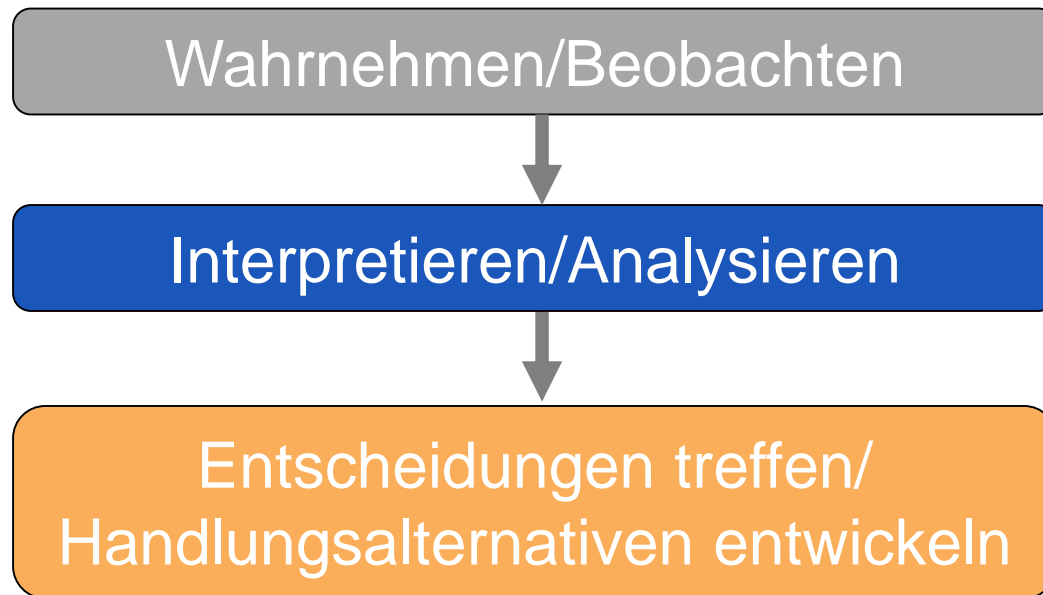 Wahrnehmen/Beobachten
Interpretieren/Analysieren
Entscheidungen treffen/
Handlungsalternativen entwickeln